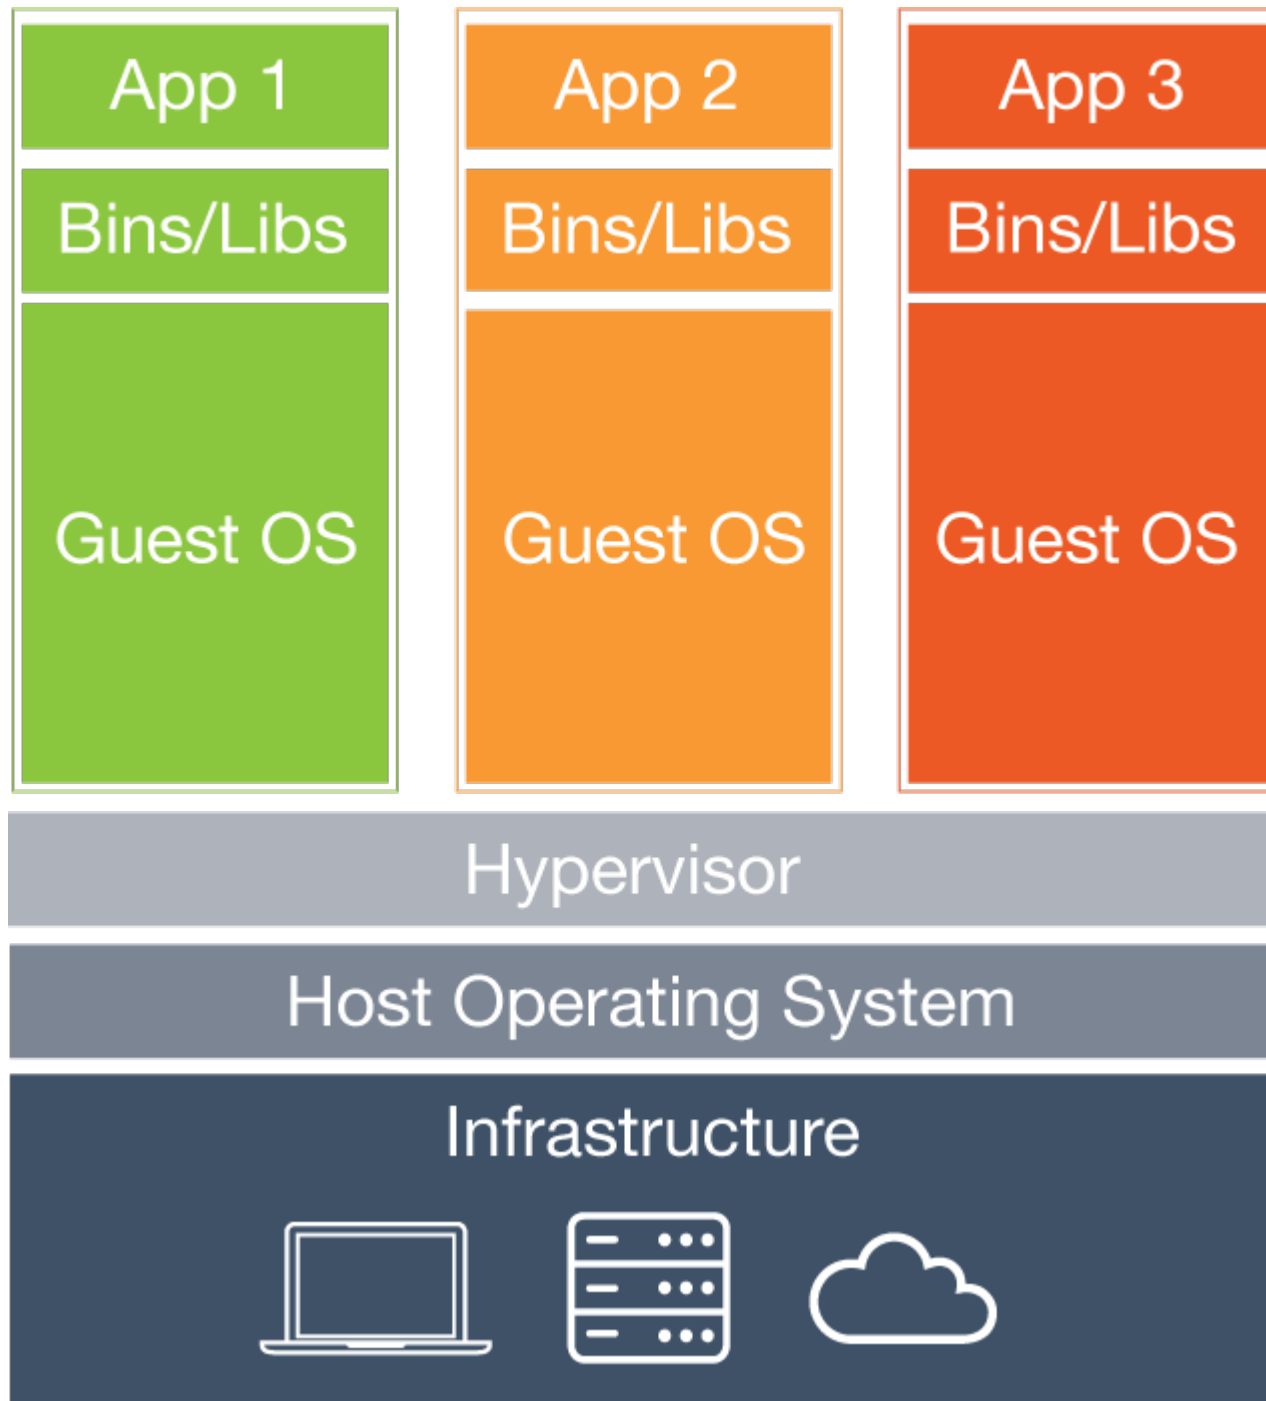 App 1
App 2
App 3
Bins/Libs
Bins/Libs
Bins/Libs
Guest OS
Guest OS
Guest OS
Hypervisor
Host Operating System
Infrastructure